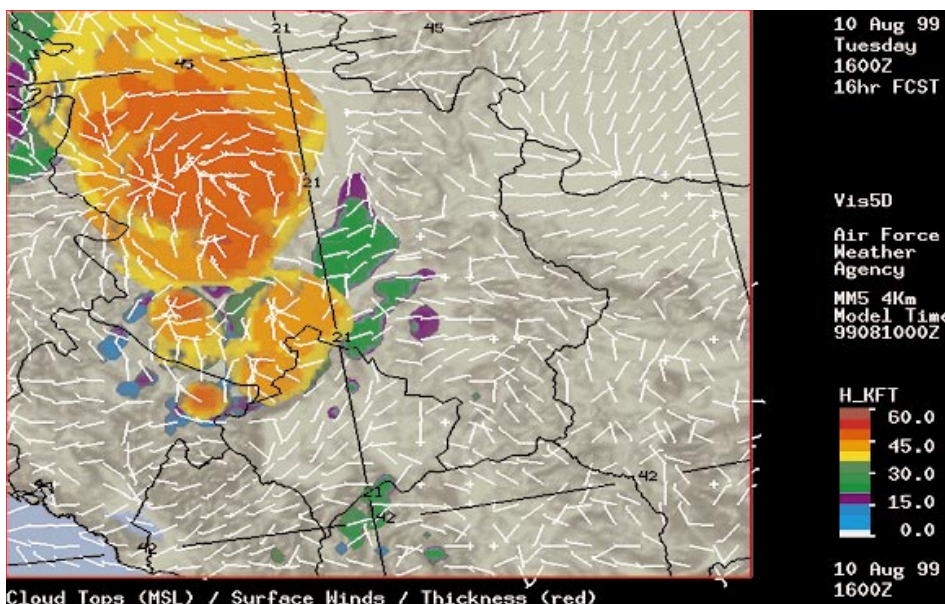 10 Aug 99
Tuesday
1600Z
16hr FCST
21
45
45
21
Vis5D
Air Force
Weather
Agency
MM5 4Km
Model Time
99081000Z
21
H_KFT
60.0
45.0
30.0
15.0
0.0
42
21
42
42
10 Aug 99
1600Z
Cloud Tops (MSL) / Surface Winds / Thickness (red)